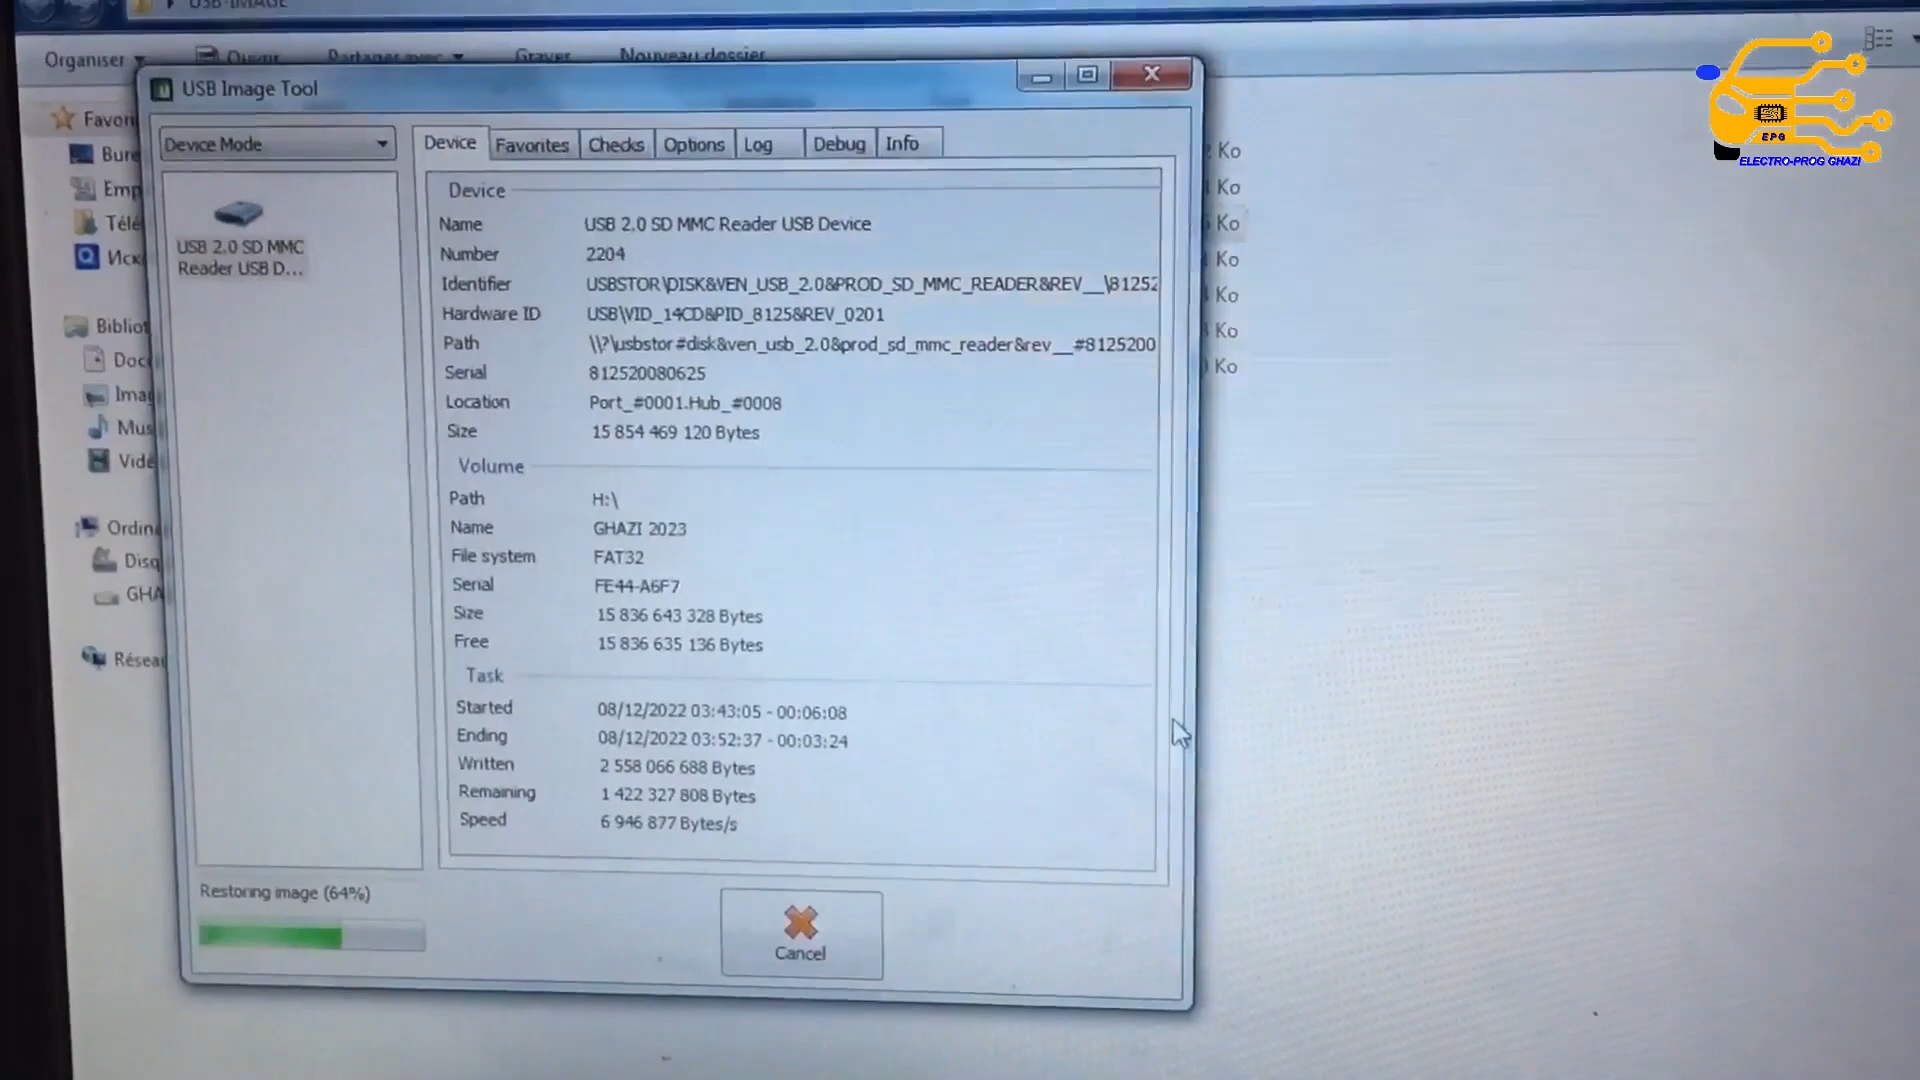 USB-IMAGE
Organiser
Ouvrir
Partager avec
Graver
Nouveau dossier
USB Image Tool
Device Mode
Device
Favorites
Checks
Options
Log
Debug
Info
USB 2.0 SD MMC
Reader USB D...
Device
Name USB 2.0 SD MMC Reader USB Device
Number 2204
Identifier USBSTOR\DISK&VEN_USB_2.0&PROD_SD_MMC_READER&REV__\81252
Hardware ID USB\VID_14CD&PID_8125&REV_0201
Path \\?\usbstor#disk&ven_usb_2.0&prod_sd_mmc_reader&rev__#8125200
Serial 812520080625
Location Port_#0001.Hub_#0008
Size 15 854 469 120 Bytes
Volume
Path H:\
Name GHAZI 2023
File system FAT32
Serial FE44-A6F7
Size 15 836 643 328 Bytes
Free 15 836 635 136 Bytes
Task
Started 08/12/2022 03:43:05 - 00:06:08
Ending 08/12/2022 03:52:37 - 00:03:24
Written 2 558 066 688 Bytes
Remaining 1 422 327 808 Bytes
Speed 6 946 877 Bytes/s
Restoring image (64%)
Cancel
Favori
Bure
Emp
Télé
Иск
Bibliot
Doc
Imag
Mus
Vidé
Ordin
Disq
GHA
Résea
Ko
Ko
Ko
Ko
Ko
Ko
Ko
EPG
ELECTRO-PROG GHAZI